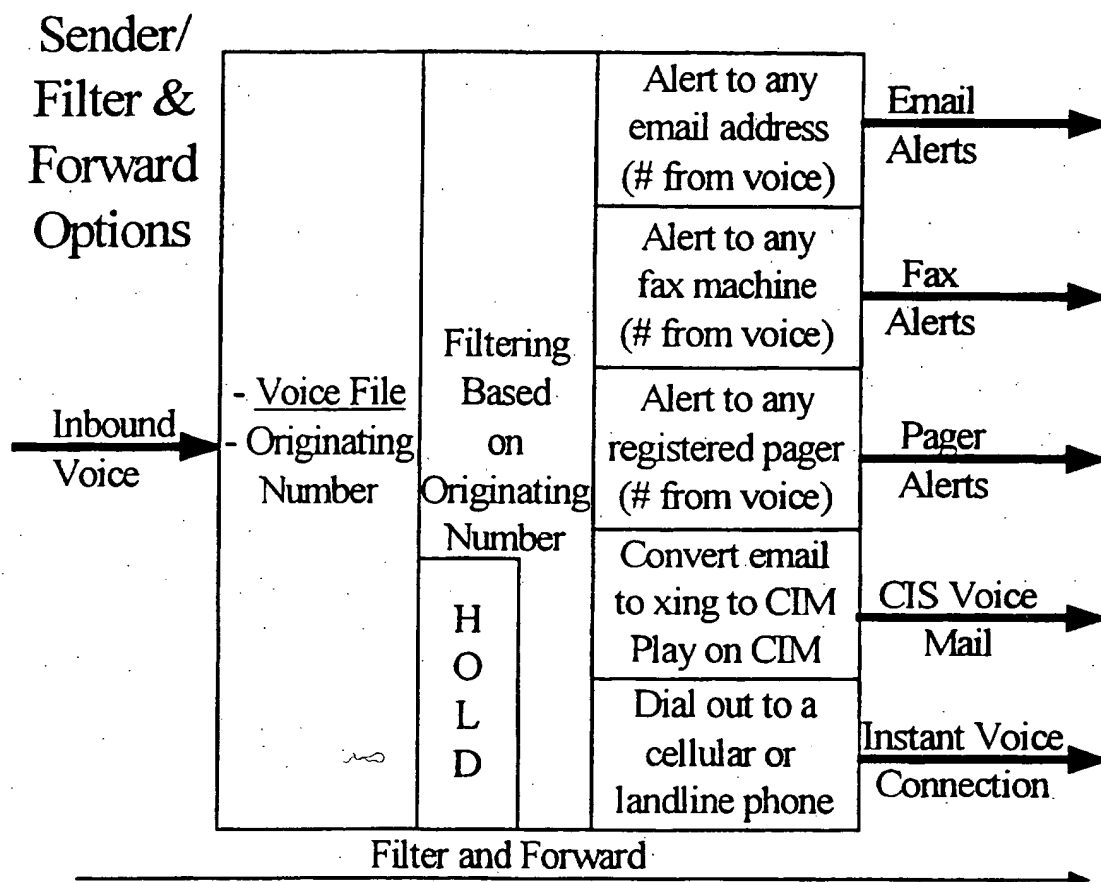 Sender/
Filter &
Forward
Options
Inbound
Voice
- Voice File
- Originating
Number
Filtering
Based
on
Originating
Number
H
O
L
D
Alert to any
email address
(# from voice)
Alert to any
fax machine
(# from voice)
Alert to any
registered pager
(# from voice)
Convert email
to xing to CIM
Play on CIM
Dial out to a
cellular or
landline phone
Email
Alerts
Fax
Alerts
Pager
Alerts
CIS Voice
Mail
Instant Voice
Connection
Filter and Forward